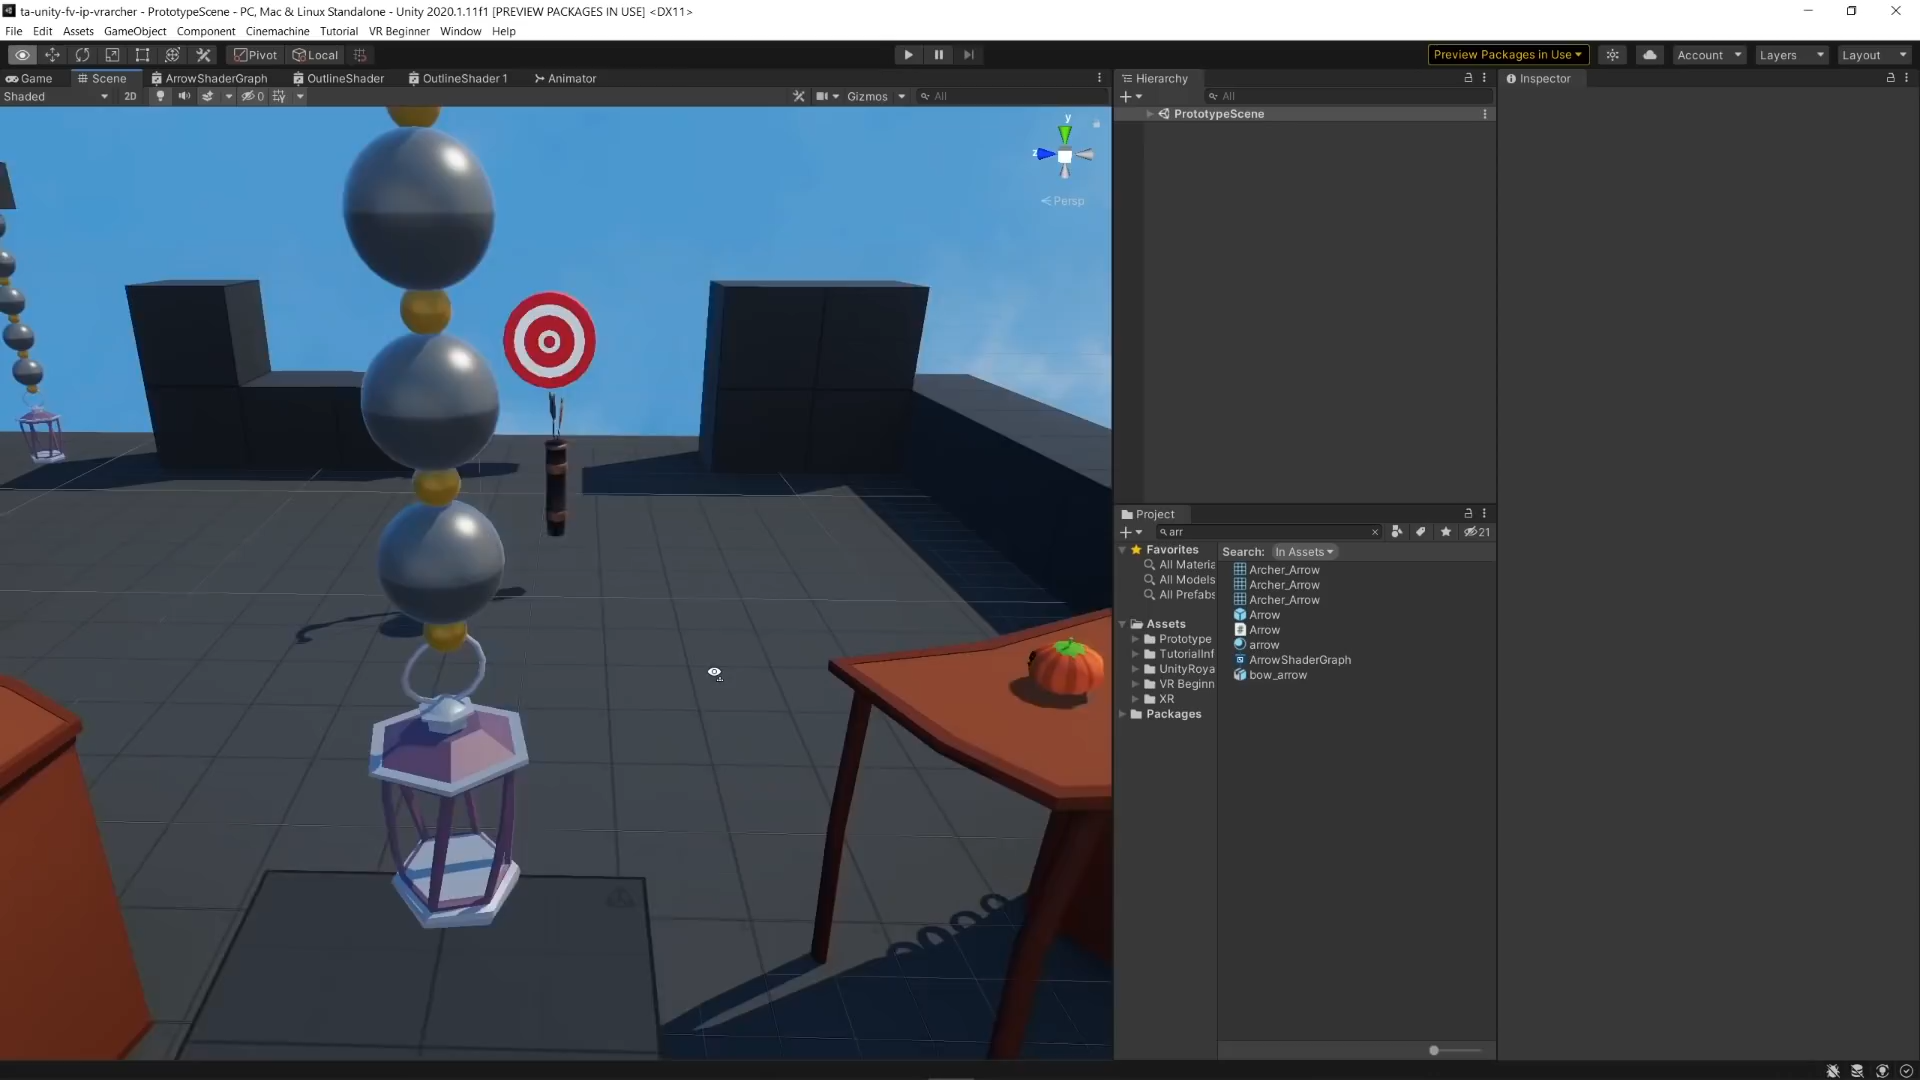 ta-unity-fv-ip-vrarcher - PrototypeScene - PC, Mac & Linux Standalone - Unity 2020.1.11f1 [PREVIEW PACKAGES IN USE] <DX11>
File Edit Assets GameObject Component Cinemachine Tutorial VR Beginner Window Help
Pivot Local Preview Packages in Use Account Layers Layout
Game Scene ArrowShaderGraph OutlineShader OutlineShader 1 Animator
Shaded 2D 0 Gizmos All
y
z
Persp
Hierarchy
All
PrototypeScene
Inspector
Project
arr 21
Favorites
All Materia
All Models
All Prefabs
Assets
Prototype
TutorialInf
UnityRoya
VR Beginn
XR
Packages
Search: In Assets
Archer_Arrow
Archer_Arrow
Archer_Arrow
Arrow
Arrow
arrow
ArrowShaderGraph
bow_arrow